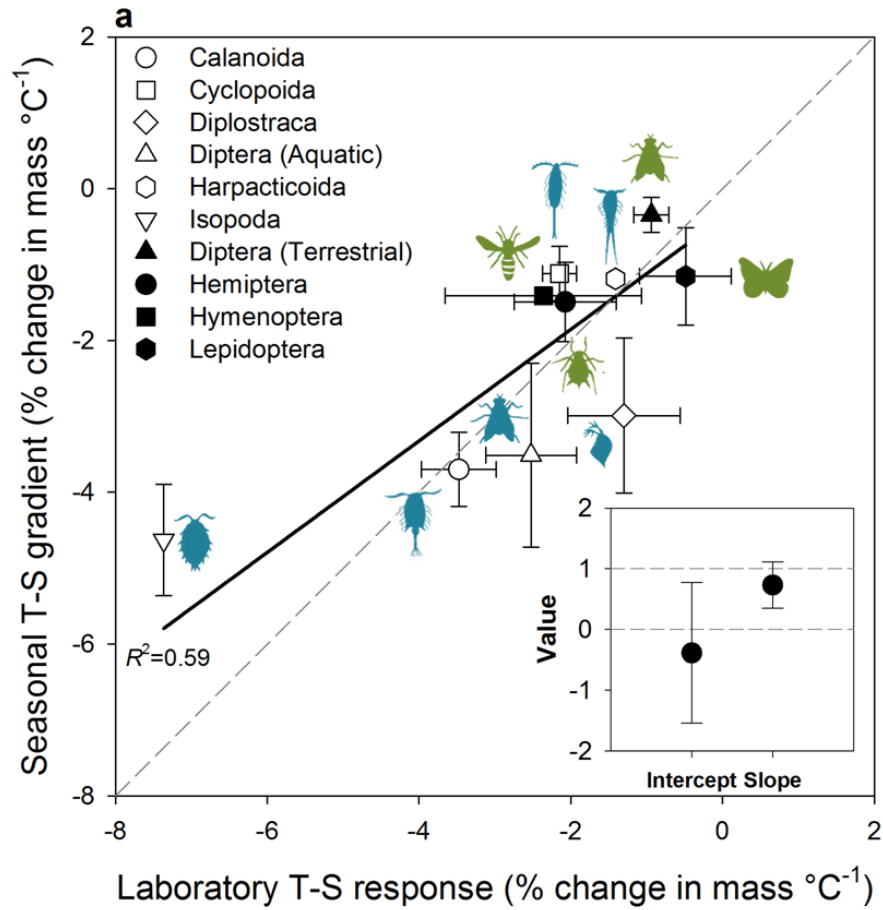 a
Seasonal T-S gradient (% change in mass °C⁻¹)
2
0
-2
-4
-6
-8
Calanoida
Cyclopoida
Diplostraca
Diptera (Aquatic)
Harpacticoida
Isopoda
Diptera (Terrestrial)
Hemiptera
Hymenoptera
Lepidoptera
R²=0.59
Value
2
1
0
-1
-2
Intercept Slope
-8 -6 -4 -2 0 2
Laboratory T-S response (% change in mass °C⁻¹)